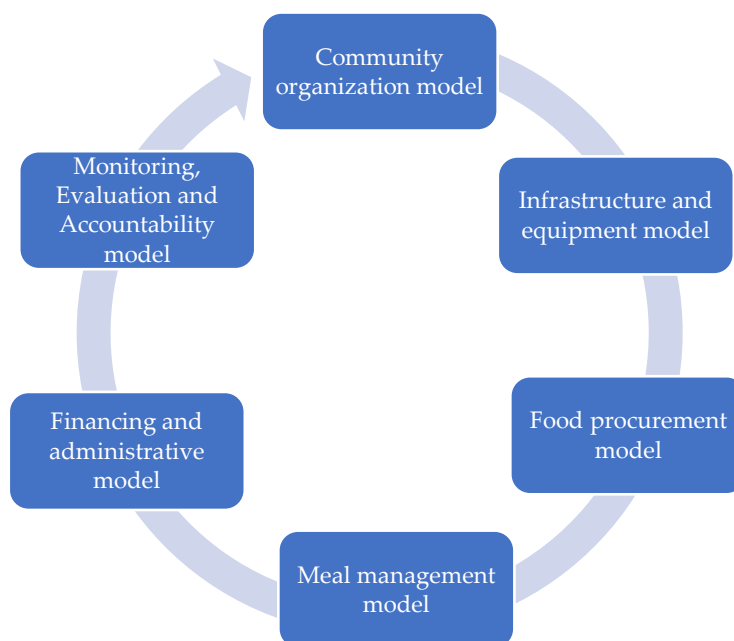 Community
organization model
Infrastructure and
equipment model
Food procurement
model
Meal management
model
Financing and
administrative
model
Monitoring,
Evaluation and
Accountability
model